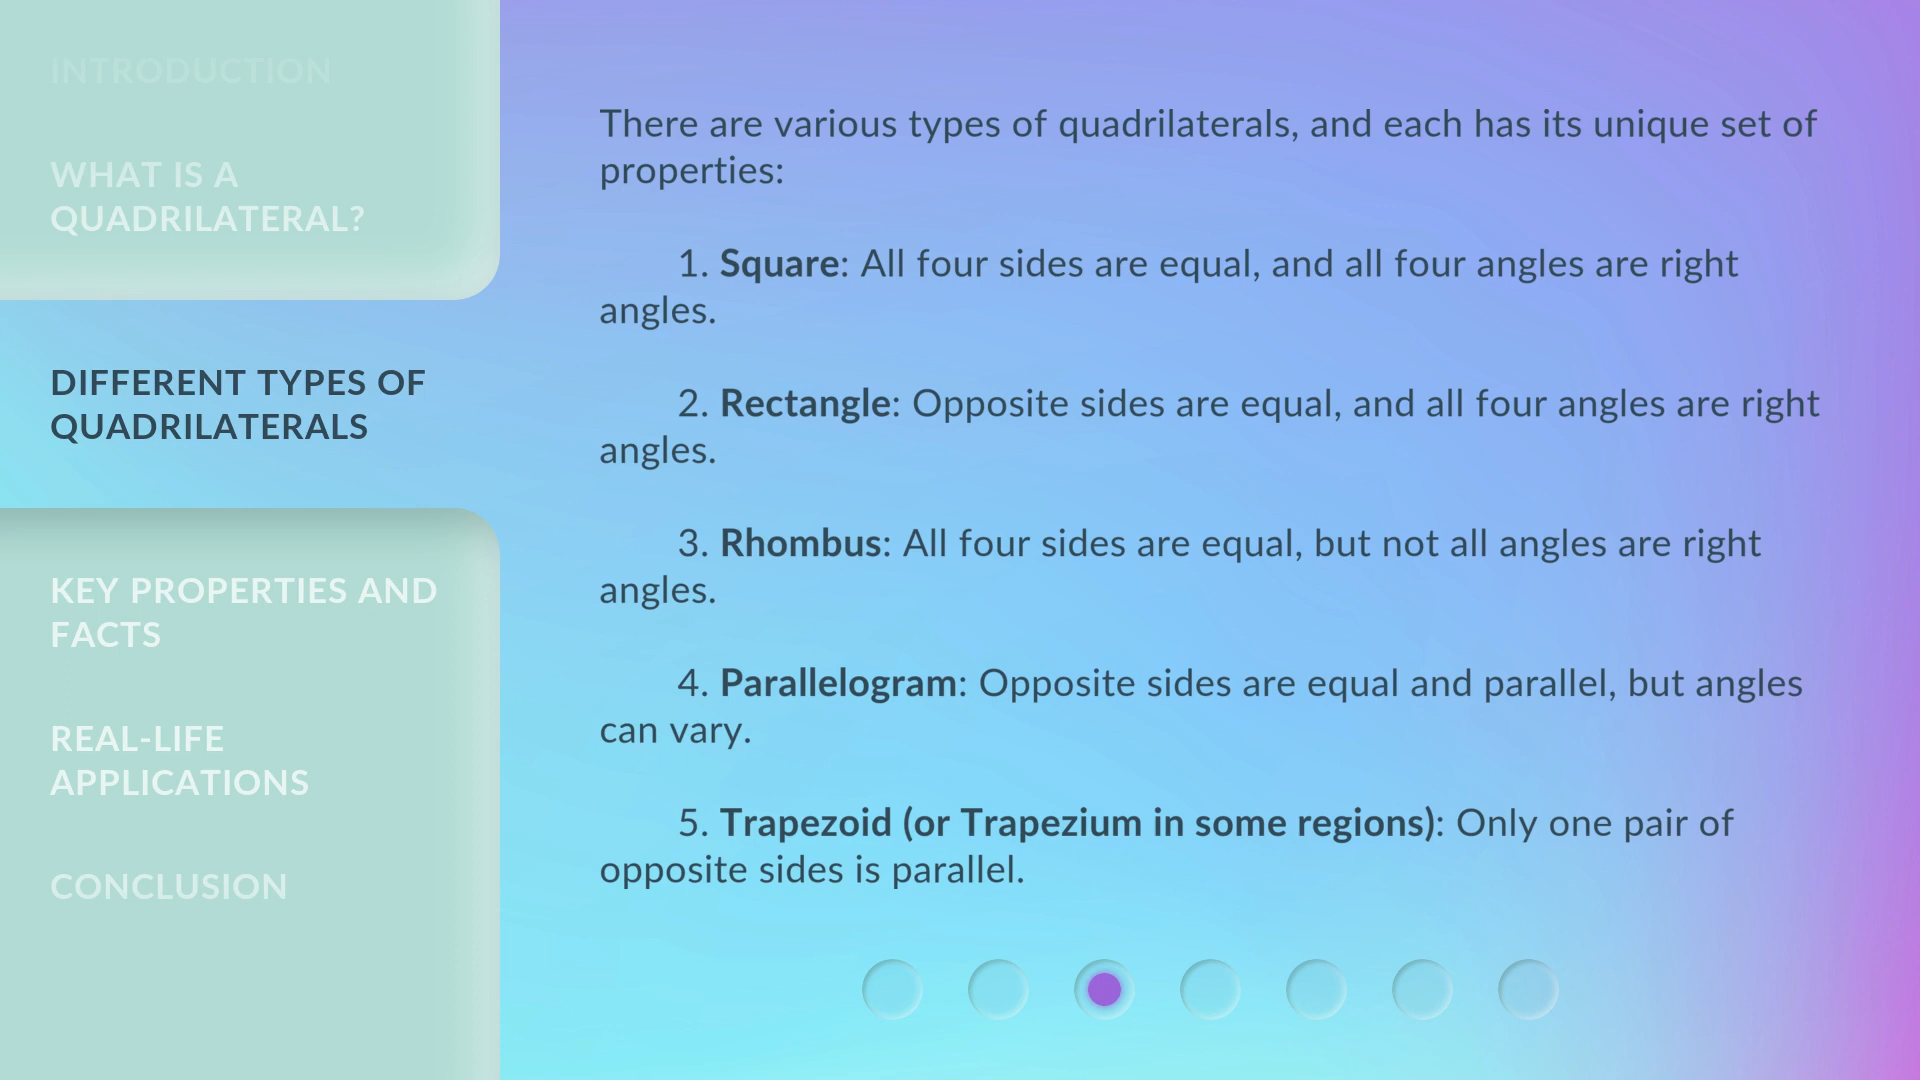 INTRODUCTION
WHAT IS A
QUADRILATERAL?
DIFFERENT TYPES OF
QUADRILATERALS
KEY PROPERTIES AND
FACTS
REAL-LIFE
APPLICATIONS
CONCLUSION
There are various types of quadrilaterals, and each has its unique set of
properties:
1. Square: All four sides are equal, and all four angles are right
angles.
2. Rectangle: Opposite sides are equal, and all four angles are right
angles.
3. Rhombus: All four sides are equal, but not all angles are right
angles.
4. Parallelogram: Opposite sides are equal and parallel, but angles
can vary.
5. Trapezoid (or Trapezium in some regions): Only one pair of
opposite sides is parallel.